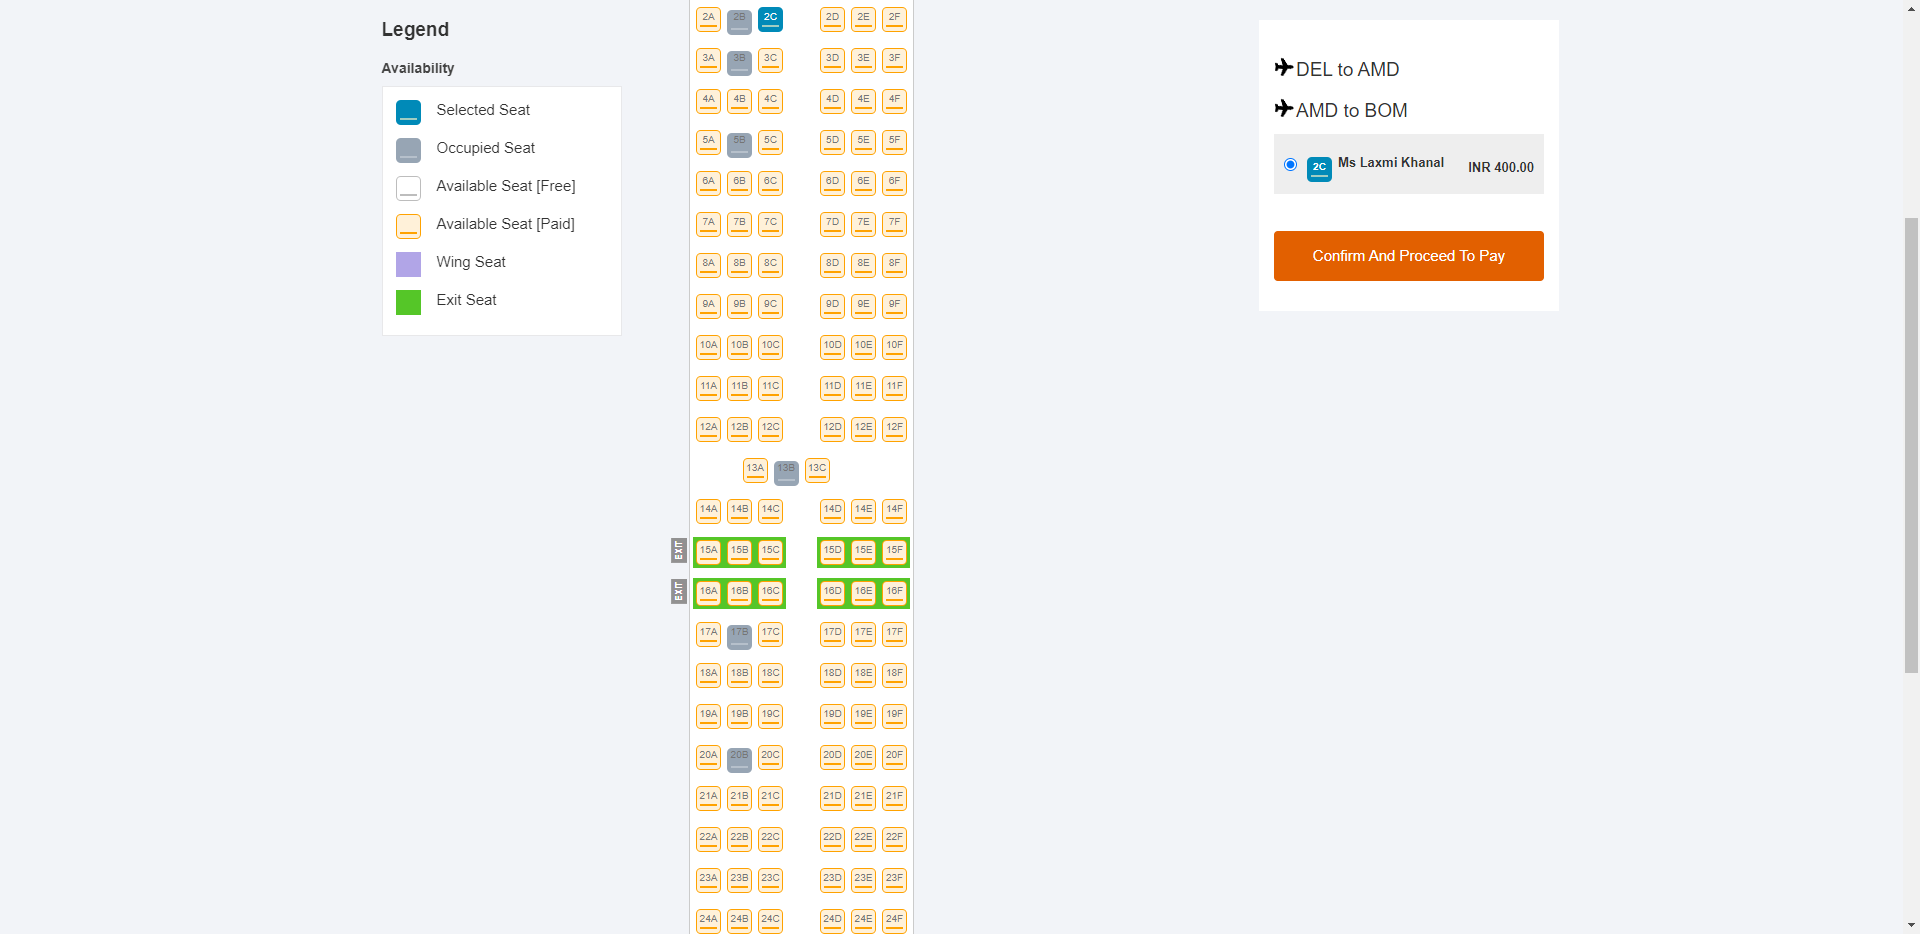 Legend
Availability
Selected Seat
Occupied Seat
Available Seat [Free]
Available Seat [Paid]
Wing Seat
Exit Seat
2A 2B 2C 2D 2E 2F
3A 3B 3C 3D 3E 3F
4A 4B 4C 4D 4E 4F
5A 5B 5C 5D 5E 5F
6A 6B 6C 6D 6E 6F
7A 7B 7C 7D 7E 7F
8A 8B 8C 8D 8E 8F
9A 9B 9C 9D 9E 9F
10A 10B 10C 10D 10E 10F
11A 11B 11C 11D 11E 11F
12A 12B 12C 12D 12E 12F
13A 13B 13C
14A 14B 14C 14D 14E 14F
EXIT 15A 15B 15C 15D 15E 15F
EXIT 16A 16B 16C 16D 16E 16F
17A 17B 17C 17D 17E 17F
18A 18B 18C 18D 18E 18F
19A 19B 19C 19D 19E 19F
20A 20B 20C 20D 20E 20F
21A 21B 21C 21D 21E 21F
22A 22B 22C 22D 22E 22F
23A 23B 23C 23D 23E 23F
24A 24B 24C 24D 24E 24F
DEL to AMD
AMD to BOM
2C Ms Laxmi Khanal INR 400.00
Confirm And Proceed To Pay